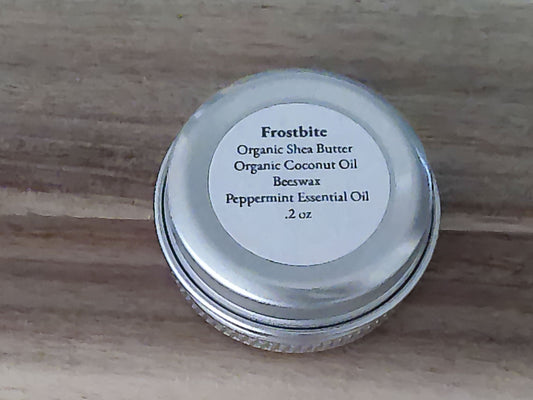 Frostbite
Organic Shea Butter
Organic Coconut Oil
Beeswax
Peppermint Essential Oil
.2 oz